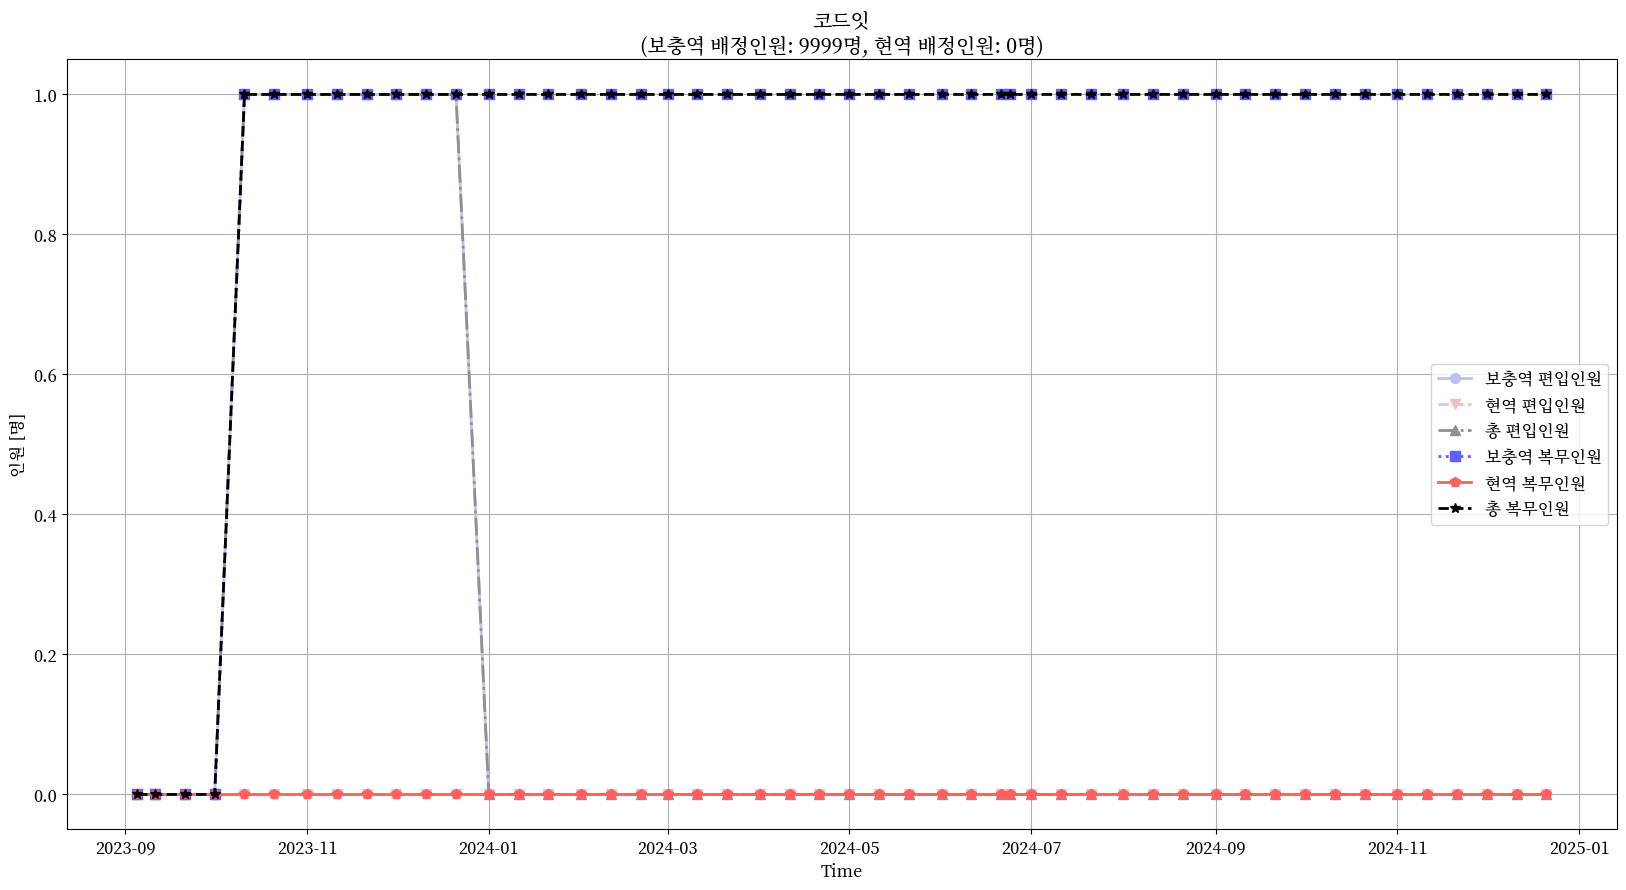 코드잇
(보충역 배정인원: 9999명, 현역 배정인원: 0명)
1.0
0.8
0.6
0.4
0.2
0.0
인원 [명]
보충역 편입인원
현역 편입인원
총 편입인원
보충역 복무인원
현역 복무인원
총 복무인원
2023-09 2023-11 2024-01 2024-03 2024-05 2024-07 2024-09 2024-11 2025-01
Time